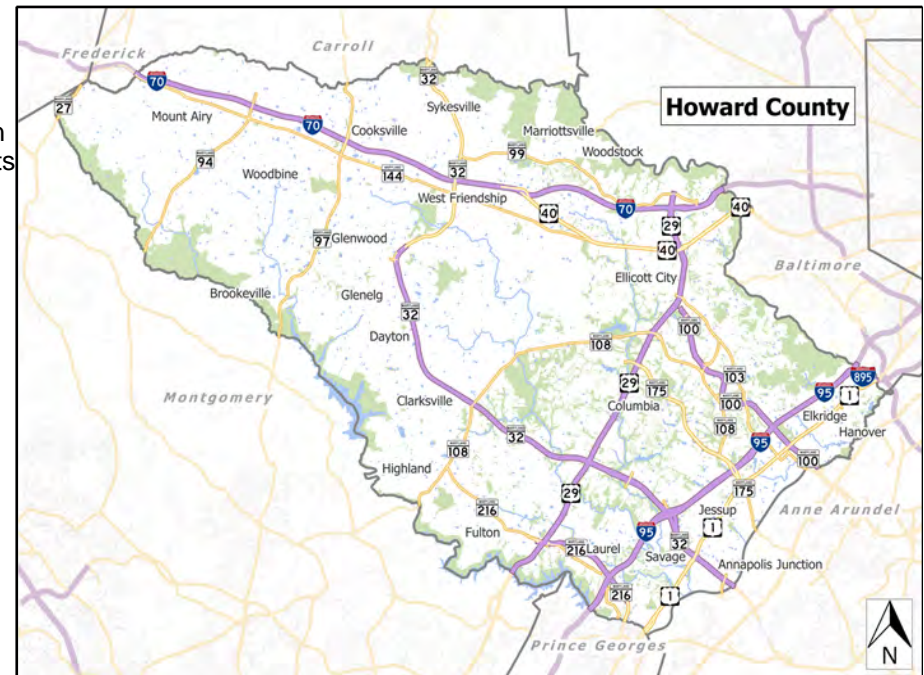 n
ts
Howard County
Frederick
Carroll
Baltimore
Montgomery
Anne Arundel
Prince Georges
Mount Airy
Cooksville
Sykesville
Marriottsville
Woodstock
Woodbine
West Friendship
Glenwood
Brookeville
Glenelg
Ellicott City
Dayton
Clarksville
Columbia
Elkridge
Hanover
Highland
Fulton
Laurel
Savage
Jessup
Annapolis Junction
27
70
32
70
94
144
32
99
97
40
70
29
40
40
32
108
100
29
175
103
100
108
95
895
1
95
100
32
108
29
216
175
1
95
32
216
216
1
N